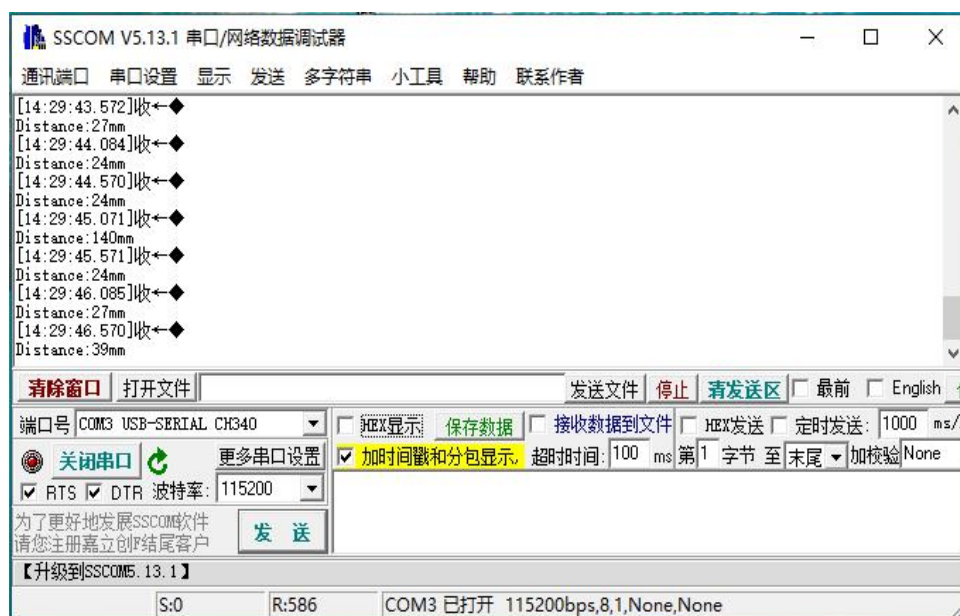 SSCOM V5.13.1 串口/网络数据调试器
通讯端口 串口设置 显示 发送 多字符串 小工具 帮助 联系作者
[14:29:43.572]收←◆
Distance:27mm
[14:29:44.084]收←◆
Distance:24mm
[14:29:44.570]收←◆
Distance:24mm
[14:29:45.071]收←◆
Distance:140mm
[14:29:45.571]收←◆
Distance:24mm
[14:29:46.085]收←◆
Distance:27mm
[14:29:46.570]收←◆
Distance:39mm
清除窗口 打开文件 发送文件 停止 清发送区 最前 English
端口号 COM3 USB-SERIAL CH340 HEX显示 保存数据 接收数据到文件 HEX发送 定时发送: 1000 ms/
关闭串口 更多串口设置 加时间戳和分包显示, 超时时间: 100 ms 第1 字节 至 末尾 加校验 None
RTS DTR 波特率: 115200
为了更好地发展SSCOM软件
请您注册嘉立创F结尾客户
发 送
【升级到SSCOM5.13.1】
S:0 R:586 COM3 已打开 115200bps,8,1,None,None